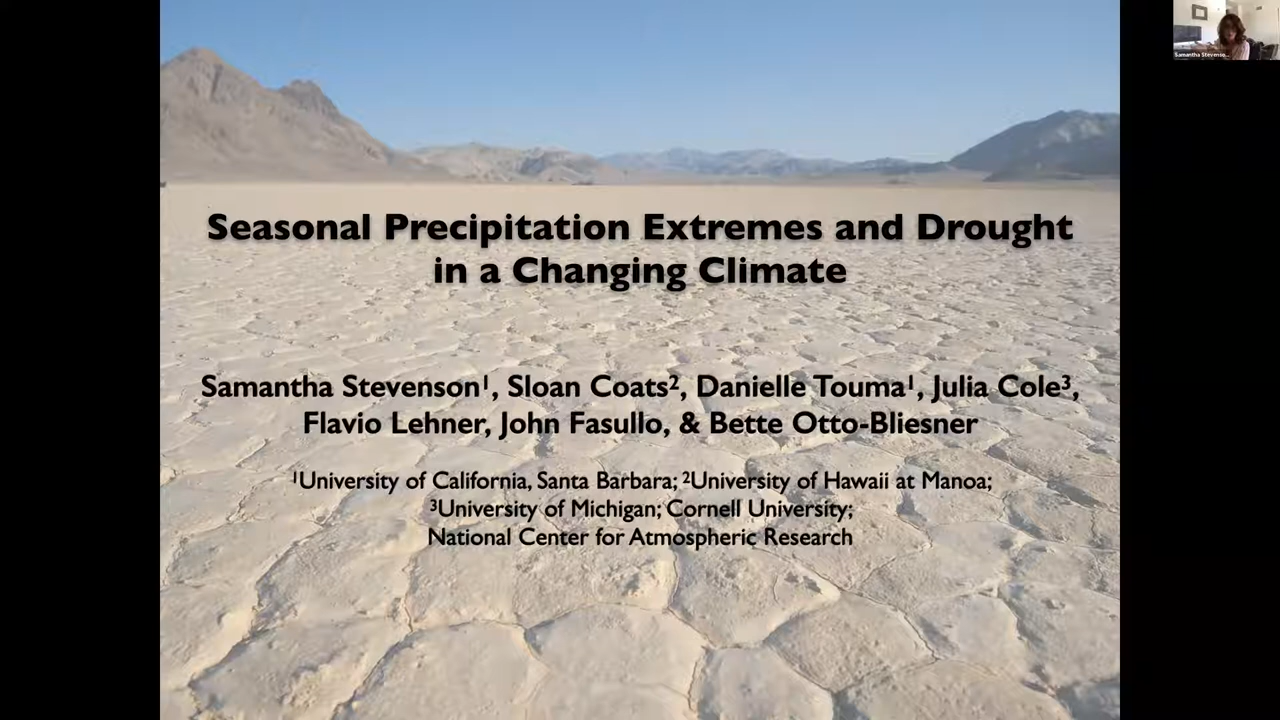 Seasonal Precipitation Extremes and Drought
in a Changing Climate
Samantha Stevenson¹, Sloan Coats², Danielle Touma¹, Julia Cole³,
Flavio Lehner, John Fasullo, & Bette Otto-Bliesner
¹University of California, Santa Barbara; ²University of Hawaii at Manoa;
³University of Michigan; Cornell University;
National Center for Atmospheric Research
Samantha Stevenso...